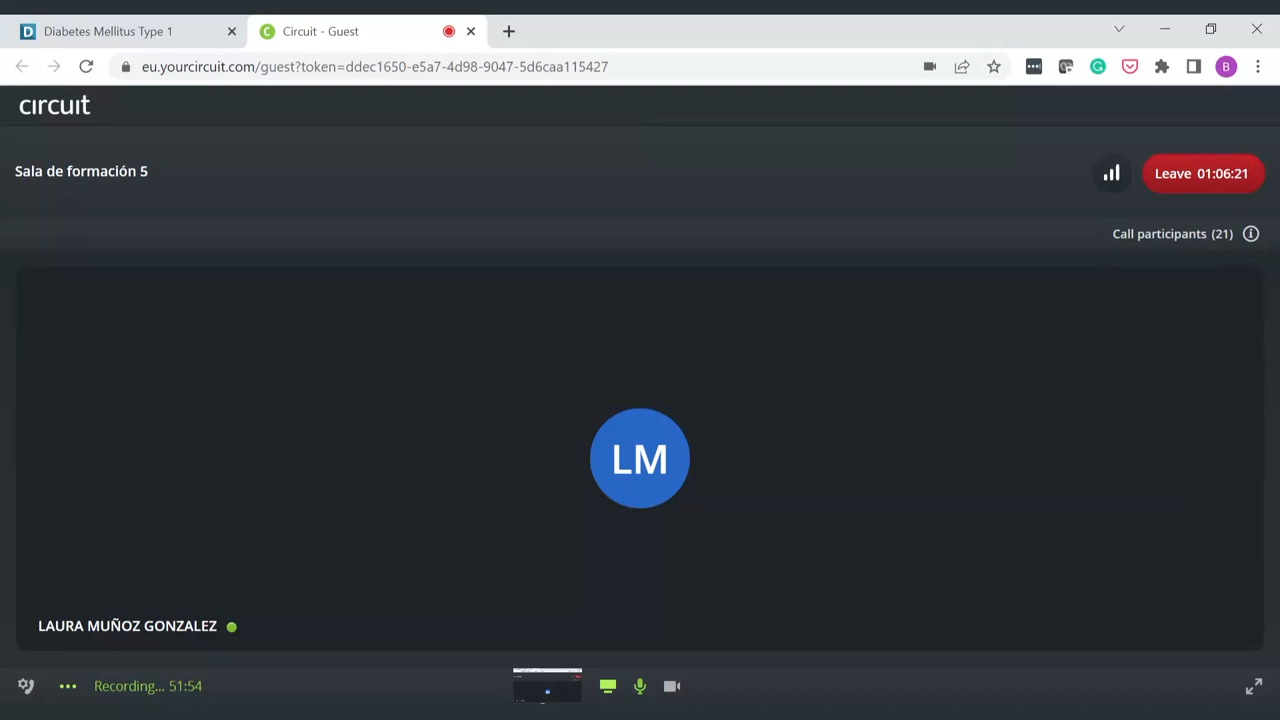 Diabetes Mellitus Type 1
Circuit - Guest
eu.yourcircuit.com/guest?token=ddec1650-e5a7-4d98-9047-5d6caa115427
B
circuit
Sala de formación 5
Leave 01:06:21
Call participants (21)
LM
LAURA MUÑOZ GONZALEZ
Recording... 51:54